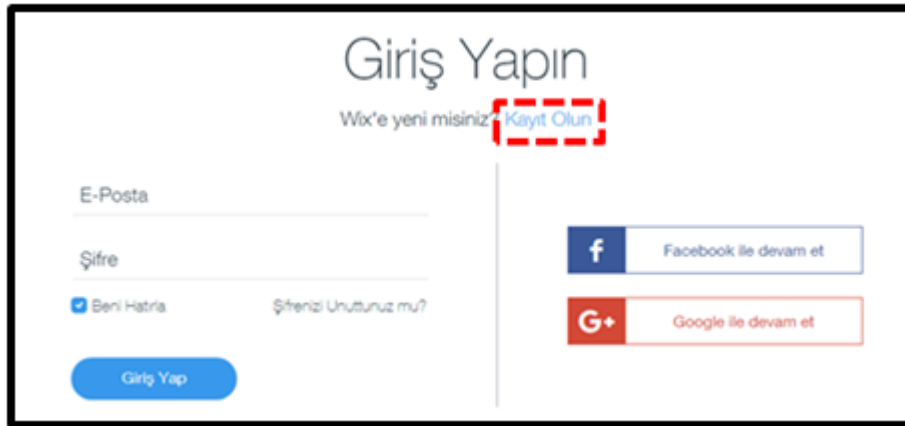 Giriş Yapın
Wix'e yeni misiniz? Kayıt Olun
E-Posta
Şifre
Beni Hatırla
Şifrenizi Unuttunuz mu?
Giriş Yap
f Facebook ile devam et
G+ Google ile devam et